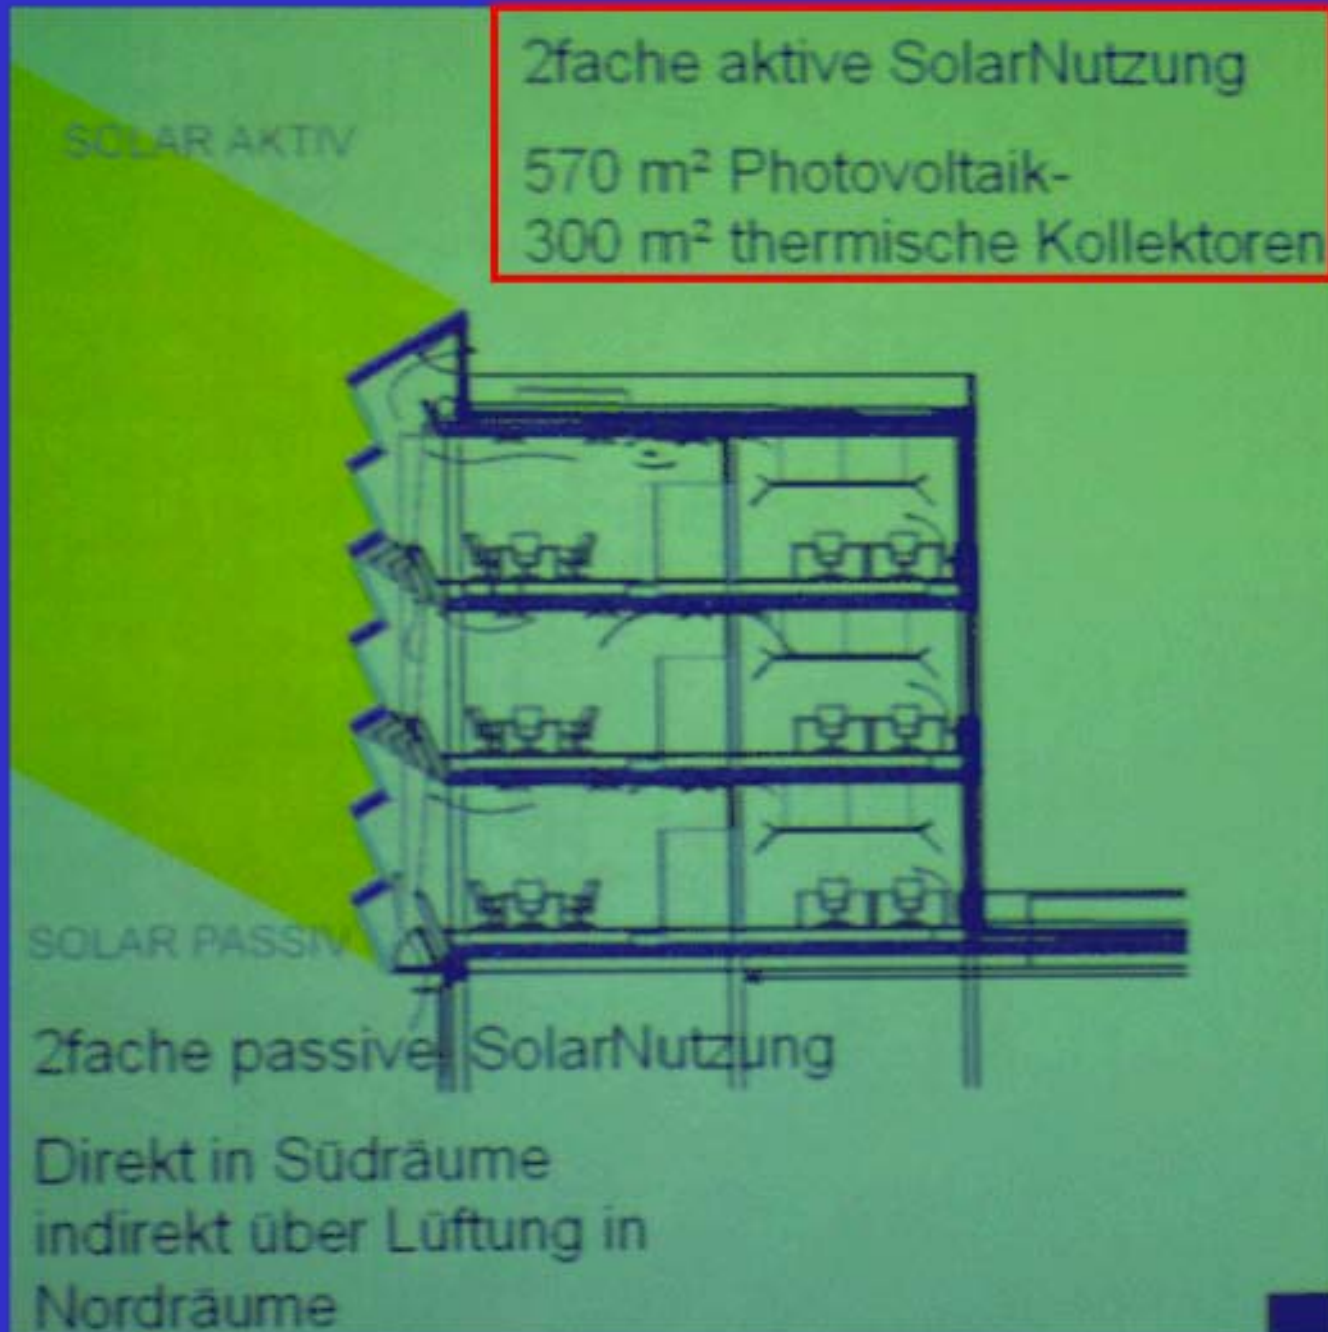 2fache aktive SolarNutzung
SOLAR AKTIV
570 m² Photovoltaik-
300 m² thermische Kollektoren
SOLAR PASSIV
2fache passive SolarNutzung
Direkt in Südräume
indirekt über Lüftung in
Nordräume